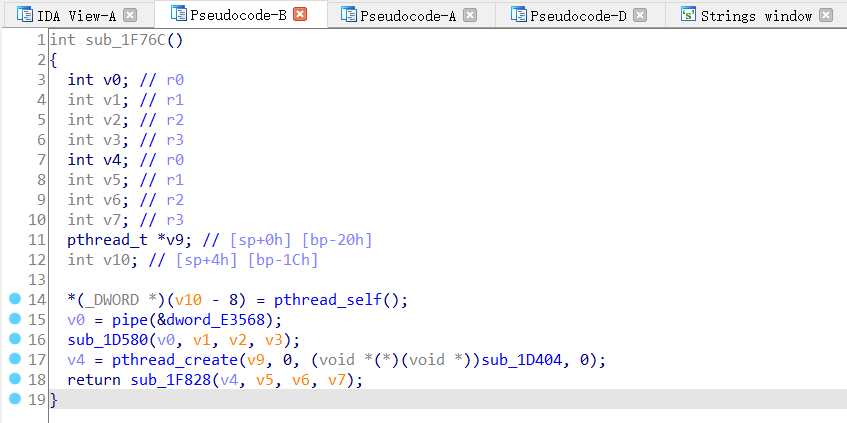 IDA View-A Pseudocode-B Pseudocode-A Pseudocode-D 's' Strings window
1 int sub_1F76C()
2 {
3   int v0; // r0
4   int v1; // r1
5   int v2; // r2
6   int v3; // r3
7   int v4; // r0
8   int v5; // r1
9   int v6; // r2
10   int v7; // r3
11   pthread_t *v9; // [sp+0h] [bp-20h]
12   int v10; // [sp+4h] [bp-1Ch]
13
14   *(_DWORD *)(v10 - 8) = pthread_self();
15   v0 = pipe(&dword_E3568);
16   sub_1D580(v0, v1, v2, v3);
17   v4 = pthread_create(v9, 0, (void *(*)(void *))sub_1D404, 0);
18   return sub_1F828(v4, v5, v6, v7);
19 }